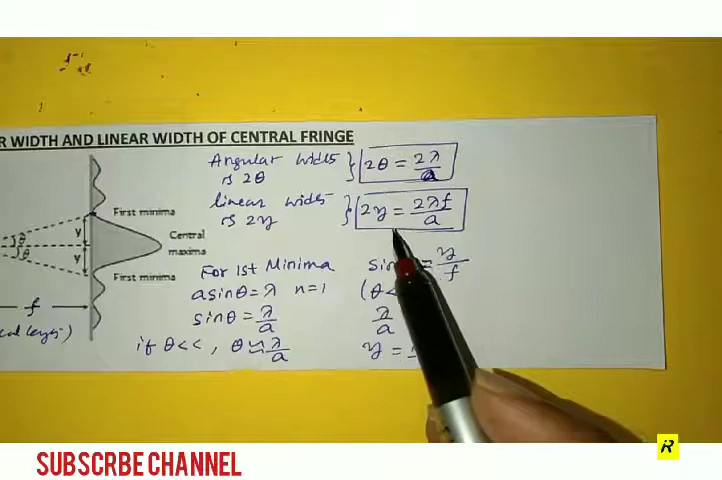 R WIDTH AND LINEAR WIDTH OF CENTRAL FRINGE
Angular width
is 2θ
2θ = 2λ/a
linear width
is 2y
2y = 2λf/a
First minima
y
θ
Central
maxima
θ
y
First minima
f
For 1st Minima
a sinθ = λ n=1
sinθ = λ/a
if θ<<, θ ≈ λ/a
sin = y/f
(θ<
λ/a
y =
SUBSCRBE CHANNEL
R